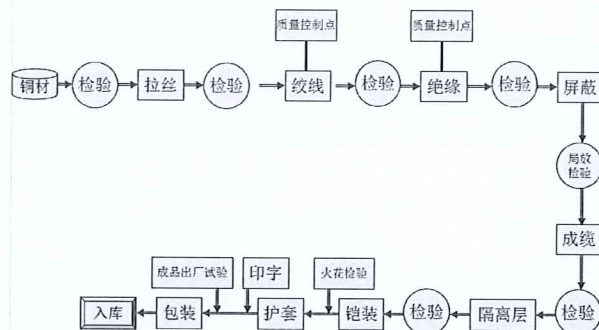 质量控制点
质量控制点
铜材
检验
拉丝
检验
绞线
检验
绝缘
检验
屏蔽
局放
检验
成缆
检验
隔离层
检验
铠装
火花检验
护套
印字
成品出厂试验
包装
入库